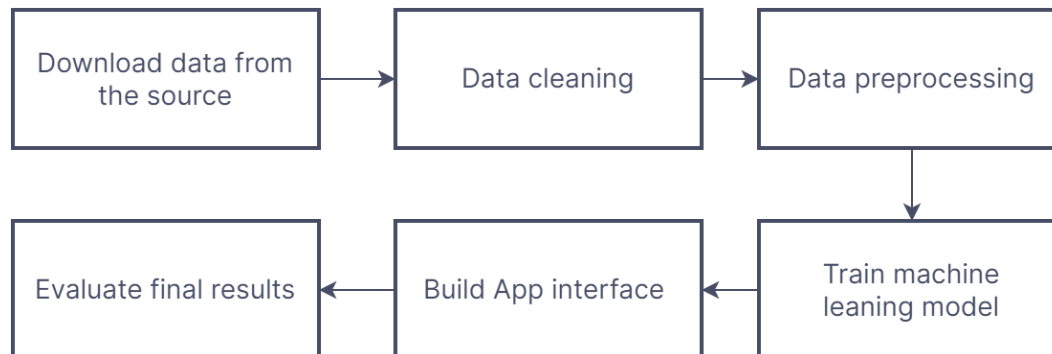 Download data from
the source
Data cleaning
Data preprocessing
Train machine
leaning model
Build App interface
Evaluate final results